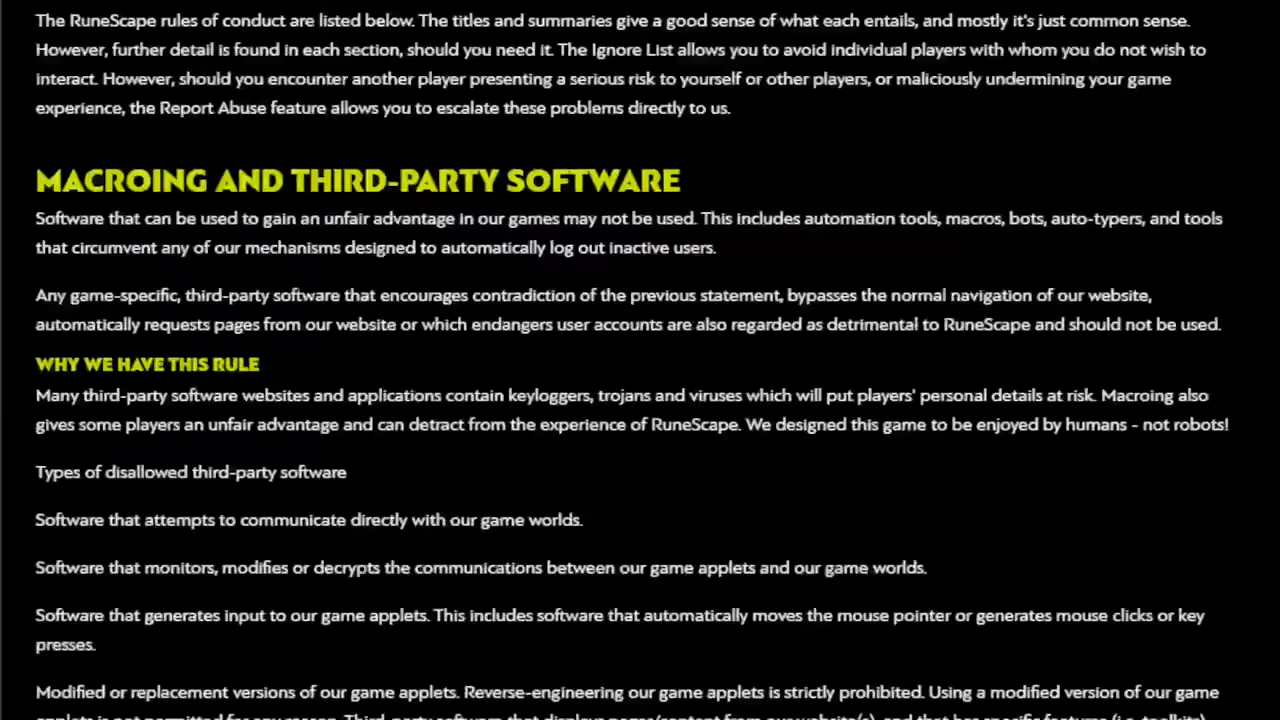 The RuneScape rules of conduct are listed below. The titles and summaries give a good sense of what each entails, and mostly it's just common sense.
However, further detail is found in each section, should you need it. The Ignore List allows you to avoid individual players with whom you do not wish to
interact. However, should you encounter another player presenting a serious risk to yourself or other players, or maliciously undermining your game
experience, the Report Abuse feature allows you to escalate these problems directly to us.
MACROING AND THIRD-PARTY SOFTWARE
Software that can be used to gain an unfair advantage in our games may not be used. This includes automation tools, macros, bots, auto-typers, and tools
that circumvent any of our mechanisms designed to automatically log out inactive users.
Any game-specific, third-party software that encourages contradiction of the previous statement, bypasses the normal navigation of our website,
automatically requests pages from our website or which endangers user accounts are also regarded as detrimental to RuneScape and should not be used.
WHY WE HAVE THIS RULE
Many third-party software websites and applications contain keyloggers, trojans and viruses which will put players' personal details at risk. Macroing also
gives some players an unfair advantage and can detract from the experience of RuneScape. We designed this game to be enjoyed by humans - not robots!
Types of disallowed third-party software
Software that attempts to communicate directly with our game worlds.
Software that monitors, modifies or decrypts the communications between our game applets and our game worlds.
Software that generates input to our game applets. This includes software that automatically moves the mouse pointer or generates mouse clicks or key
presses.
Modified or replacement versions of our game applets. Reverse-engineering our game applets is strictly prohibited. Using a modified version of our game